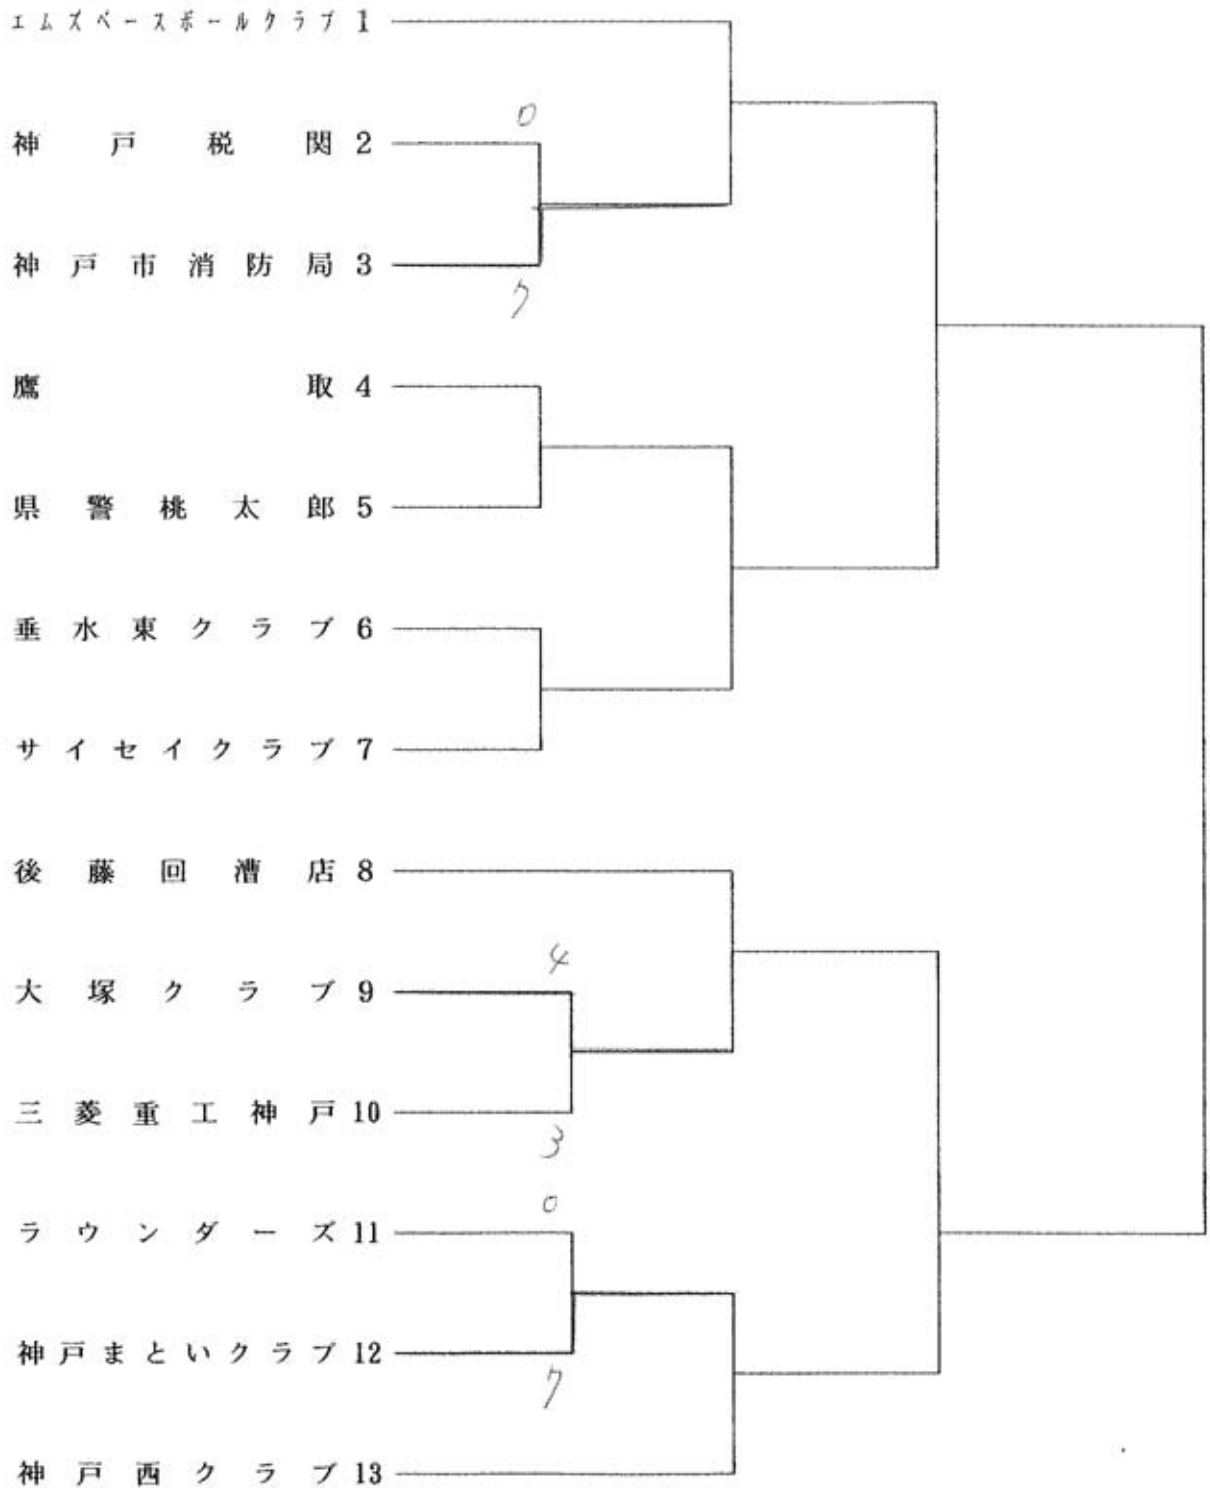 エムズベースボールクラブ 1
0
神戸税関 2
神戸市消防局 3
7
鷹取 4
県警桃太郎 5
垂水東クラブ 6
サイセイクラブ 7
後藤回漕店 8
4
大塚クラブ 9
三菱重工神戸 10
3
0
ラウンダーズ 11
神戸まといクラブ 12
7
神戸西クラブ 13